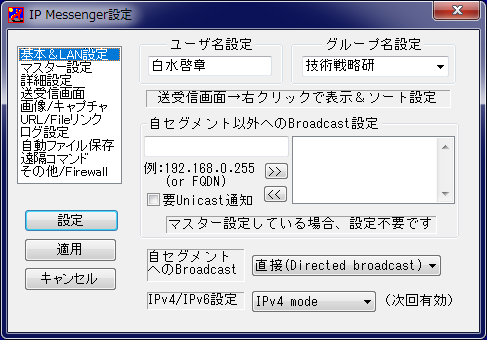 IP Messenger設定
基本&LAN設定
マスター設定
詳細設定
送受信画面
画像/キャプチャ
URL/Fileリンク
ログ設定
自動ファイル保存
遠隔コマンド
その他/Firewall
設定
適用
キャンセル
ユーザ名設定
白水啓章
グループ名設定
技術戦略研
送受信画面→右クリックで表示&ソート設定
自セグメント以外へのBroadcast設定
例:192.168.0.255
(or FQDN)
>>
<<
要Unicast通知
マスター設定している場合、設定不要です
自セグメント
へのBroadcast
直接(Directed broadcast)
IPv4/IPv6設定
IPv4 mode
(次回有効)